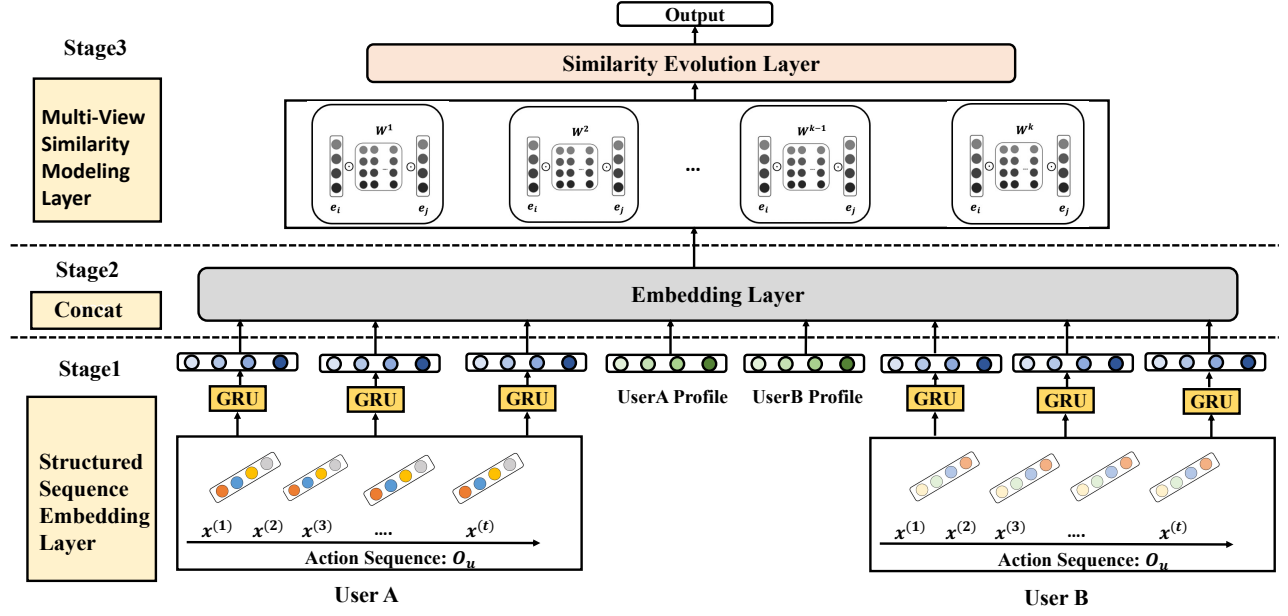 Output
Stage3
Similarity Evolution Layer
Multi-View
Similarity
Modeling
Layer
W¹ W² Wᵏ⁻¹ Wᵏ
...
eᵢ eⱼ eᵢ eⱼ eᵢ eⱼ eᵢ eⱼ
Stage2
Embedding Layer
Concat
Stage1
GRU GRU GRU UserA Profile UserB Profile GRU GRU GRU
Structured
Sequence
Embedding
Layer
x⁽¹⁾ x⁽²⁾ x⁽³⁾ .... x⁽ᵗ⁾
Action Sequence: Oᵤ
User A
x⁽¹⁾ x⁽²⁾ x⁽³⁾ .... x⁽ᵗ⁾
Action Sequence: Oᵤ
User B